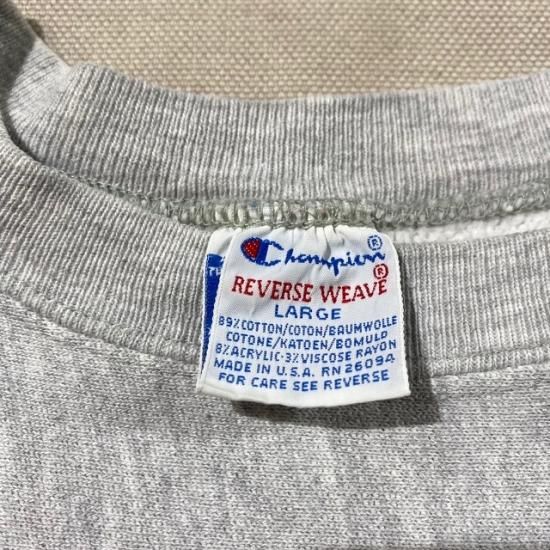 Champion®
REVERSE WEAVE®
LARGE
89% COTTON/COTON/BAUMWOLLE
COTONE/KATOEN/BOMULD
8% ACRYLIC·3% VISCOSE RAYON
MADE IN U.S.A. RN 26094
FOR CARE SEE REVERSE